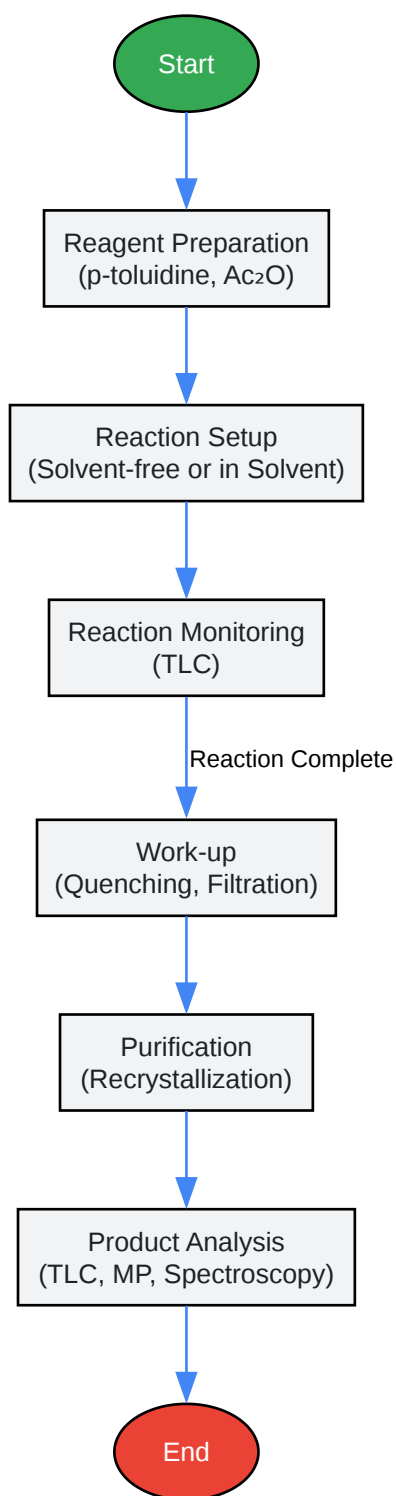 Start
Reagent Preparation
(p-toluidine, Ac₂O)
Reaction Setup
(Solvent-free or in Solvent)
Reaction Monitoring
(TLC)
Reaction Complete
Work-up
(Quenching, Filtration)
Purification
(Recrystallization)
Product Analysis
(TLC, MP, Spectroscopy)
End